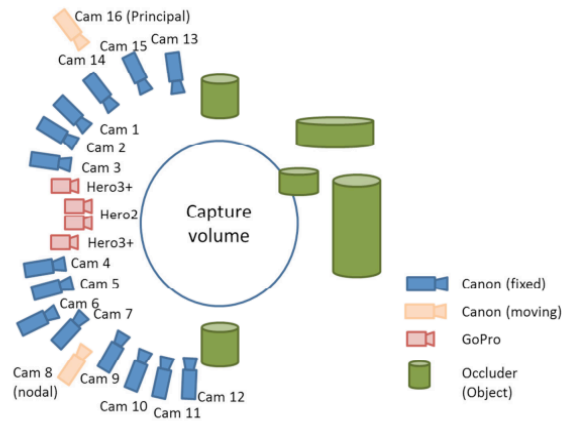 Cam 16 (Principal)
Cam 15
Cam 13
Cam 14
Cam 1
Cam 2
Cam 3
Hero3+
Hero2
Hero3+
Cam 4
Cam 5
Cam 6
Cam 7
Cam 8
(nodal)
Cam 9
Cam 10
Cam 11
Cam 12
Capture
volume
Canon (fixed)
Canon (moving)
GoPro
Occluder
(Object)